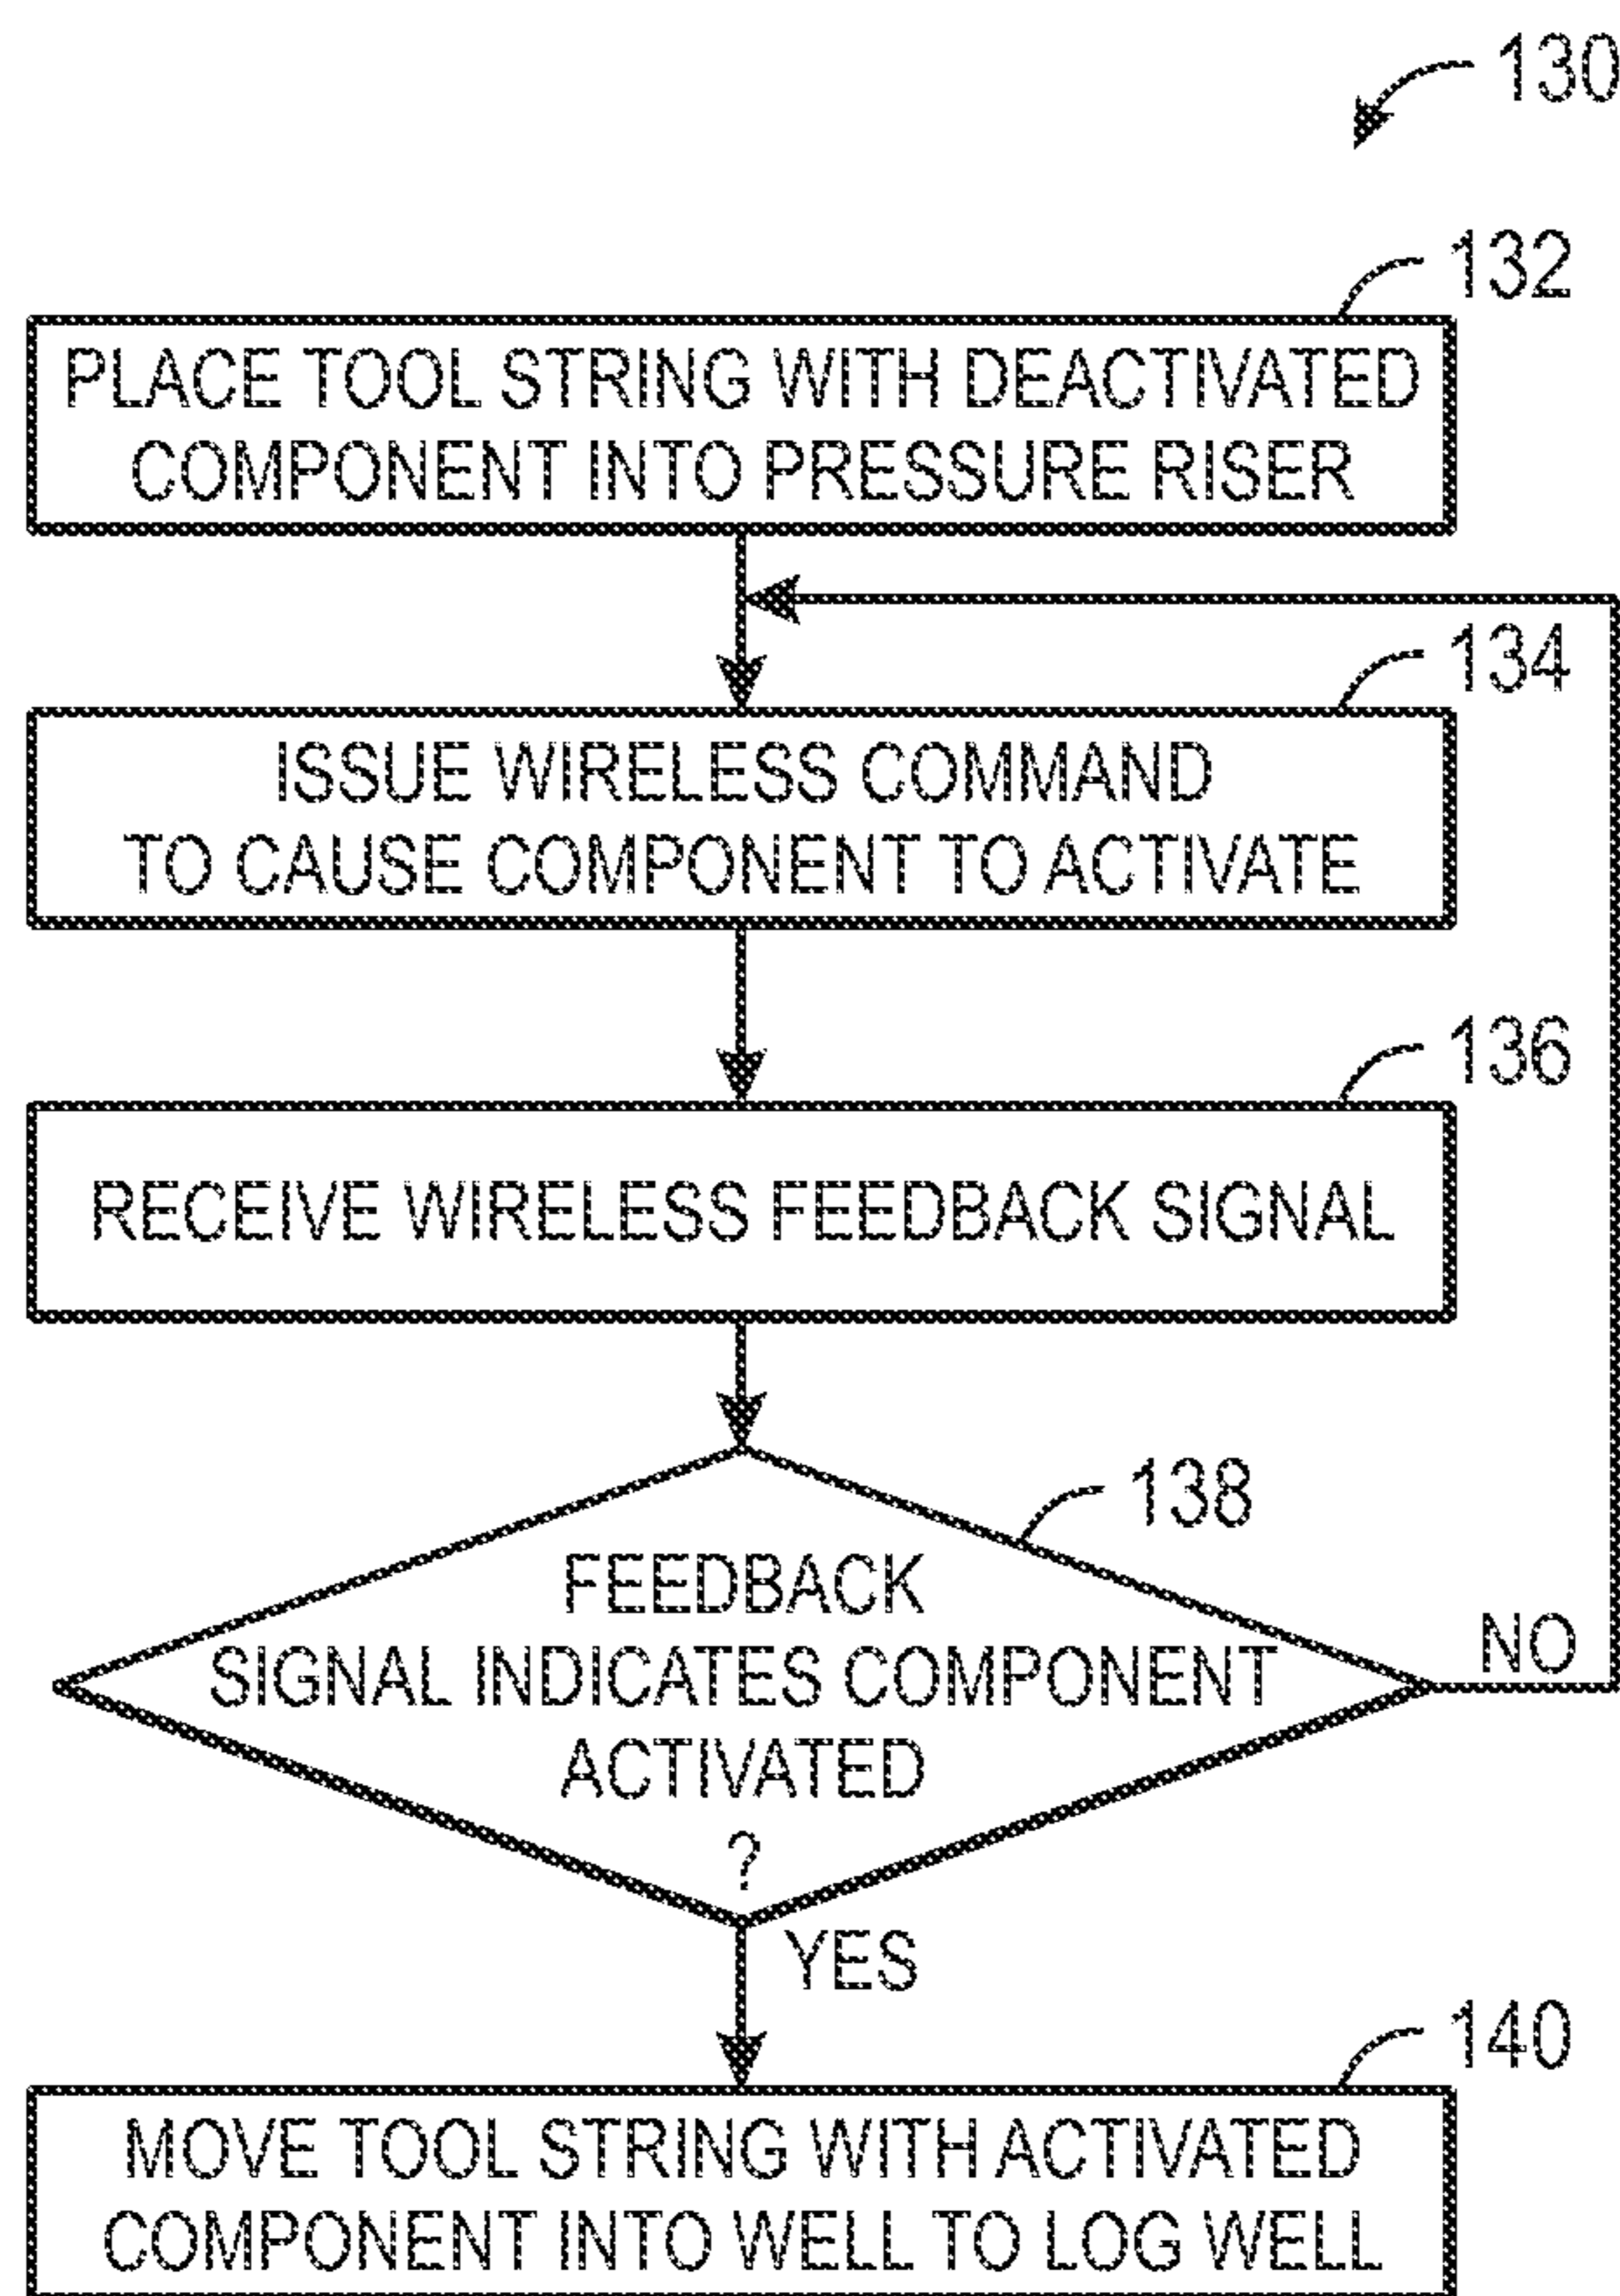 130
132
PLACE TOOL STRING WITH DEACTIVATED
COMPONENT INTO PRESSURE RISER
134
ISSUE WIRELESS COMMAND
TO CAUSE COMPONENT TO ACTIVATE
136
RECEIVE WIRELESS FEEDBACK SIGNAL
138
FEEDBACK
SIGNAL INDICATES COMPONENT
ACTIVATED
?
NO
YES
140
MOVE TOOL STRING WITH ACTIVATED
COMPONENT INTO WELL TO LOG WELL